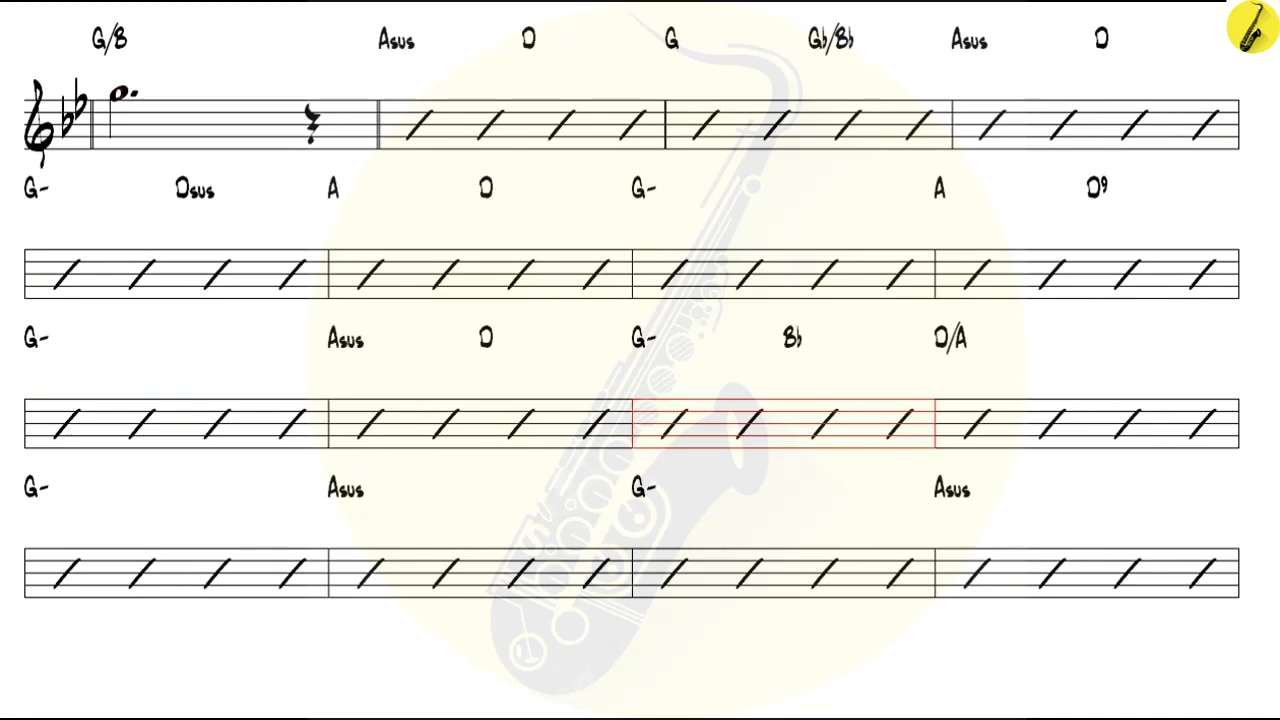 G/B Asus D G Gb/Bb Asus D
G- Dsus A D G- A D9
G- Asus D G- Bb D/A
G- Asus G- Asus